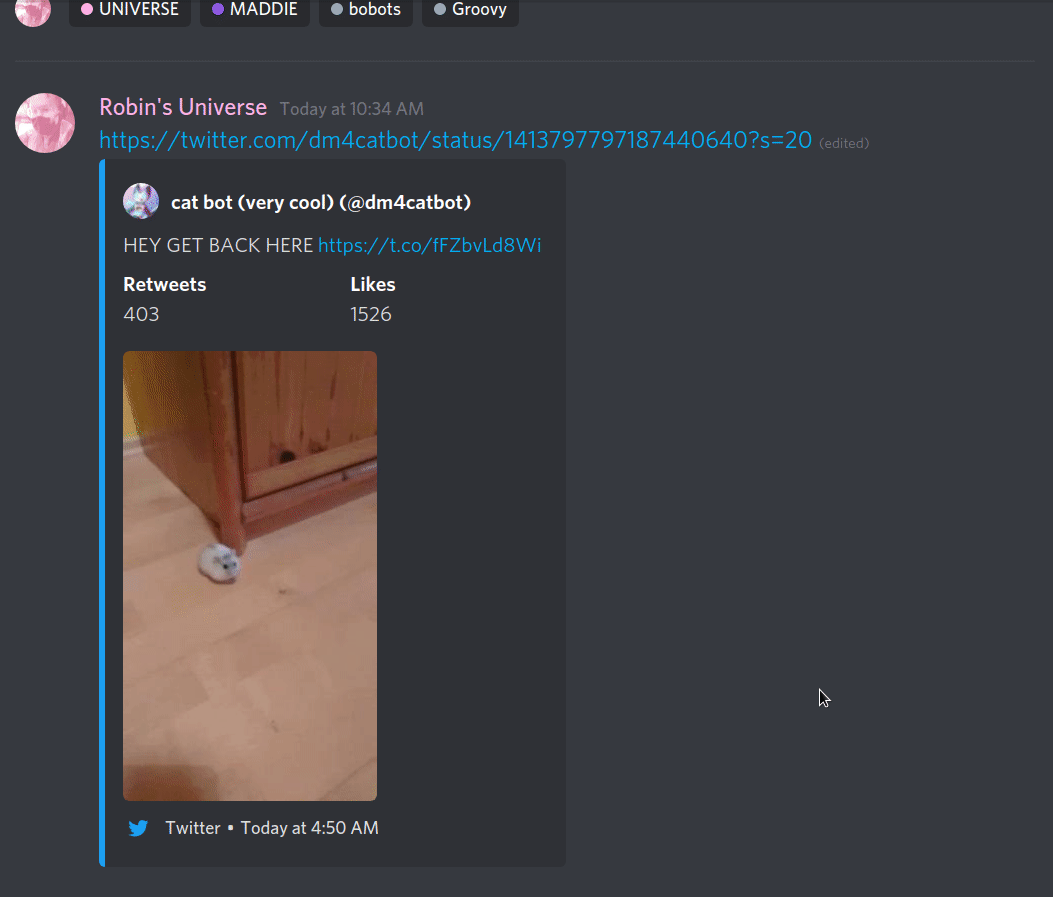 UNIVERSE MADDIE bobots Groovy
Robin's Universe Today at 10:34 AM
https://twitter.com/dm4catbot/status/1413797797187440640?s=20 (edited)
cat bot (very cool) (@dm4catbot)
HEY GET BACK HERE https://t.co/fFZbvLd8Wi
Retweets Likes
403 1526
Twitter • Today at 4:50 AM